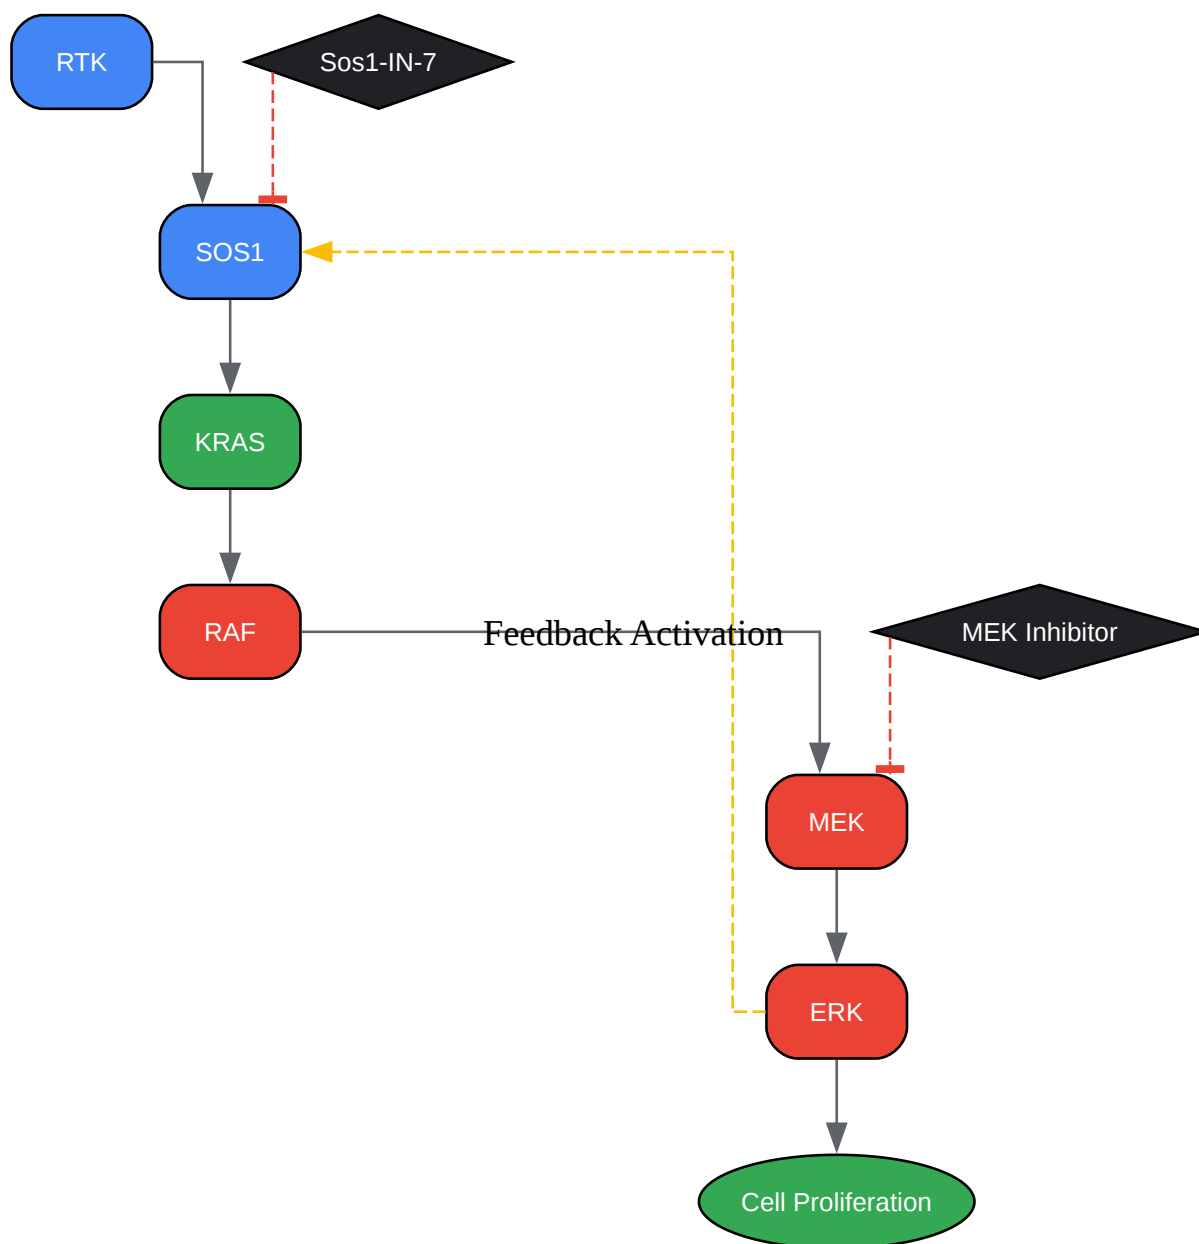 RTK
Sos1-IN-7
SOS1
KRAS
RAF
Feedback Activation
MEK Inhibitor
MEK
ERK
Cell Proliferation